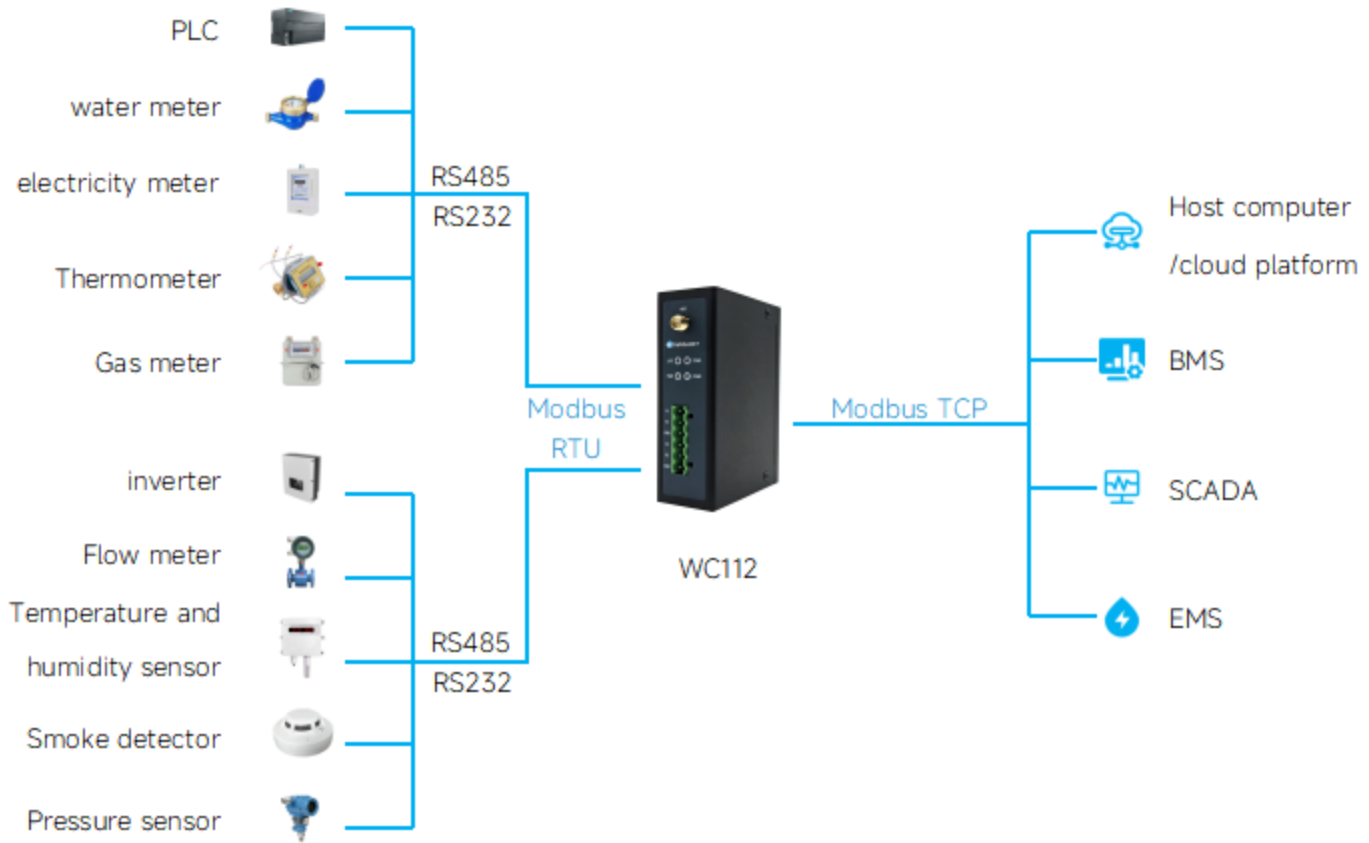 PLC
water meter
electricity meter
Thermometer
Gas meter
inverter
Flow meter
Temperature and
humidity sensor
Smoke detector
Pressure sensor
RS485
RS232
RS485
RS232
Modbus
RTU
WC112
Modbus TCP
Host computer
/cloud platform
BMS
SCADA
EMS